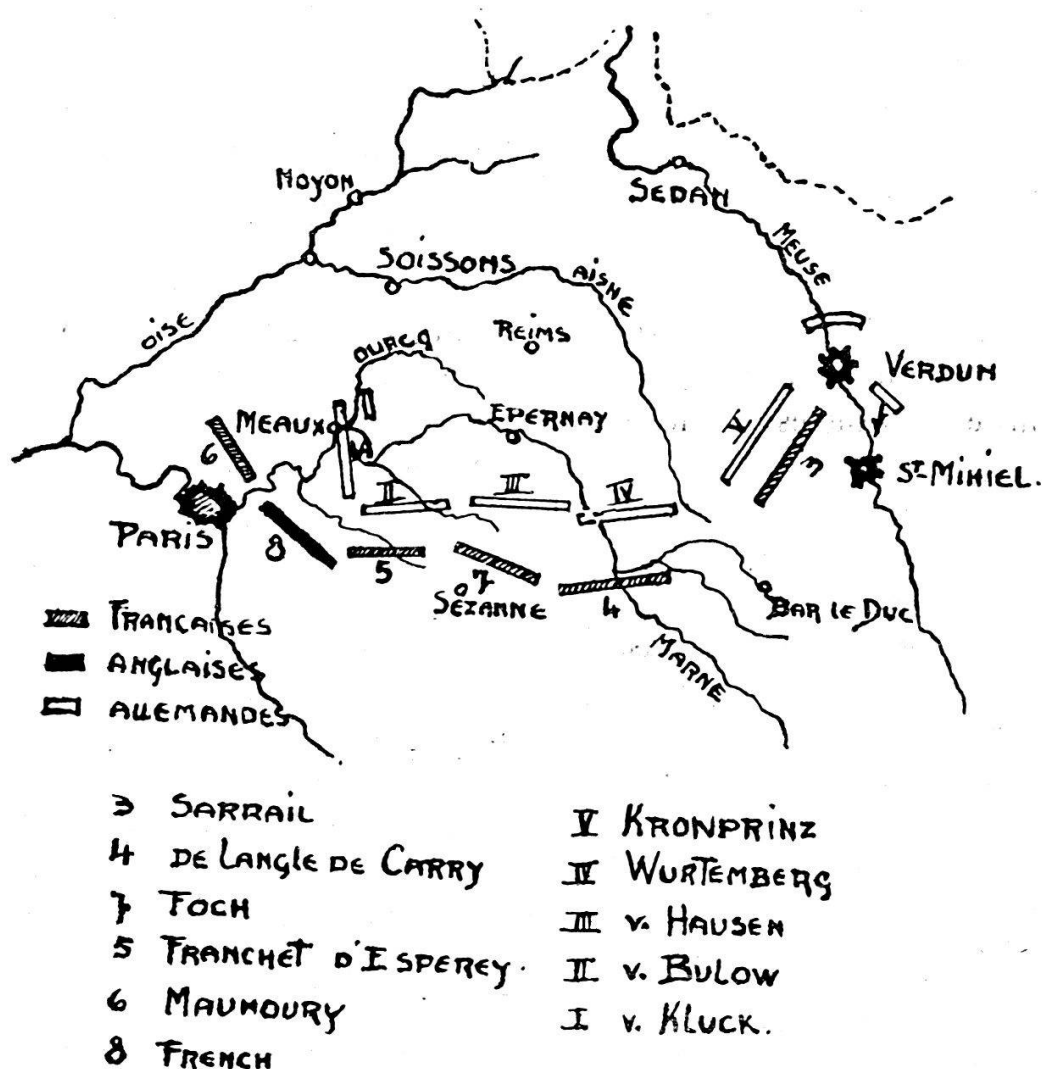 NOYON
SEDAN
MEUSE
SOISSONS
AISNE
OISE
REIMS
OURCQ
VERDUN
MEAUX
EPERNAY
V
3
6
ST MIHIEL.
II
III
IV
PARIS
8
5
7
4
SÉZANNE
BAR LE DUC
MARNE
FRANÇAISES
ANGLAISES
ALLEMANDES
3 SARRAIL
4 DE LANGLE DE CARRY
7 FOCH
5 FRANCHET D'ESPEREY.
6 MAUNOURY
8 FRENCH
V KRONPRINZ
IV WURTEMBERG
III v. HAUSEN
II v. BULOW
I v. KLUCK.